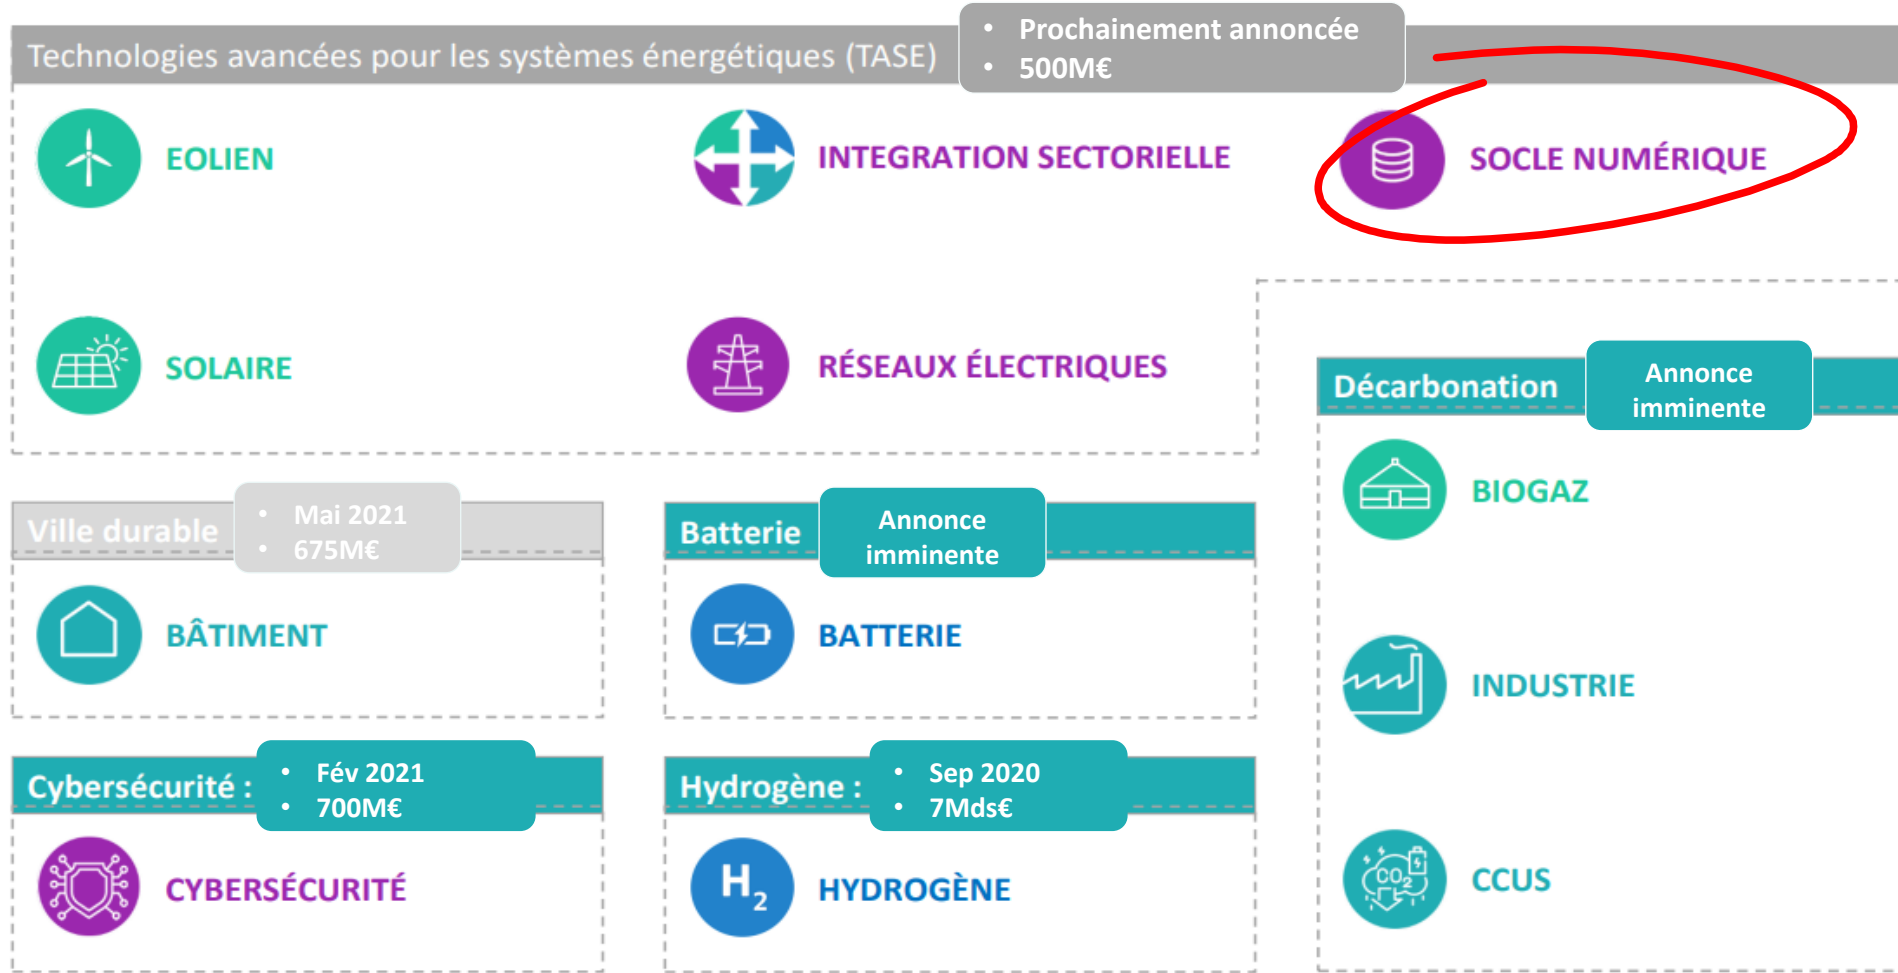 Technologies avancées pour les systèmes énergétiques (TASE)
• Prochainement annoncée
• 500M€
EOLIEN
INTEGRATION SECTORIELLE
SOCLE NUMÉRIQUE
SOLAIRE
RÉSEAUX ÉLECTRIQUES
Décarbonation
Annonce
imminente
BIOGAZ
INDUSTRIE
CO2
CCUS
Ville durable
• Mai 2021
• 675M€
BÂTIMENT
Batterie
Annonce
imminente
BATTERIE
Cybersécurité :
• Fév 2021
• 700M€
CYBERSÉCURITÉ
Hydrogène :
• Sep 2020
• 7Mds€
H2
HYDROGÈNE